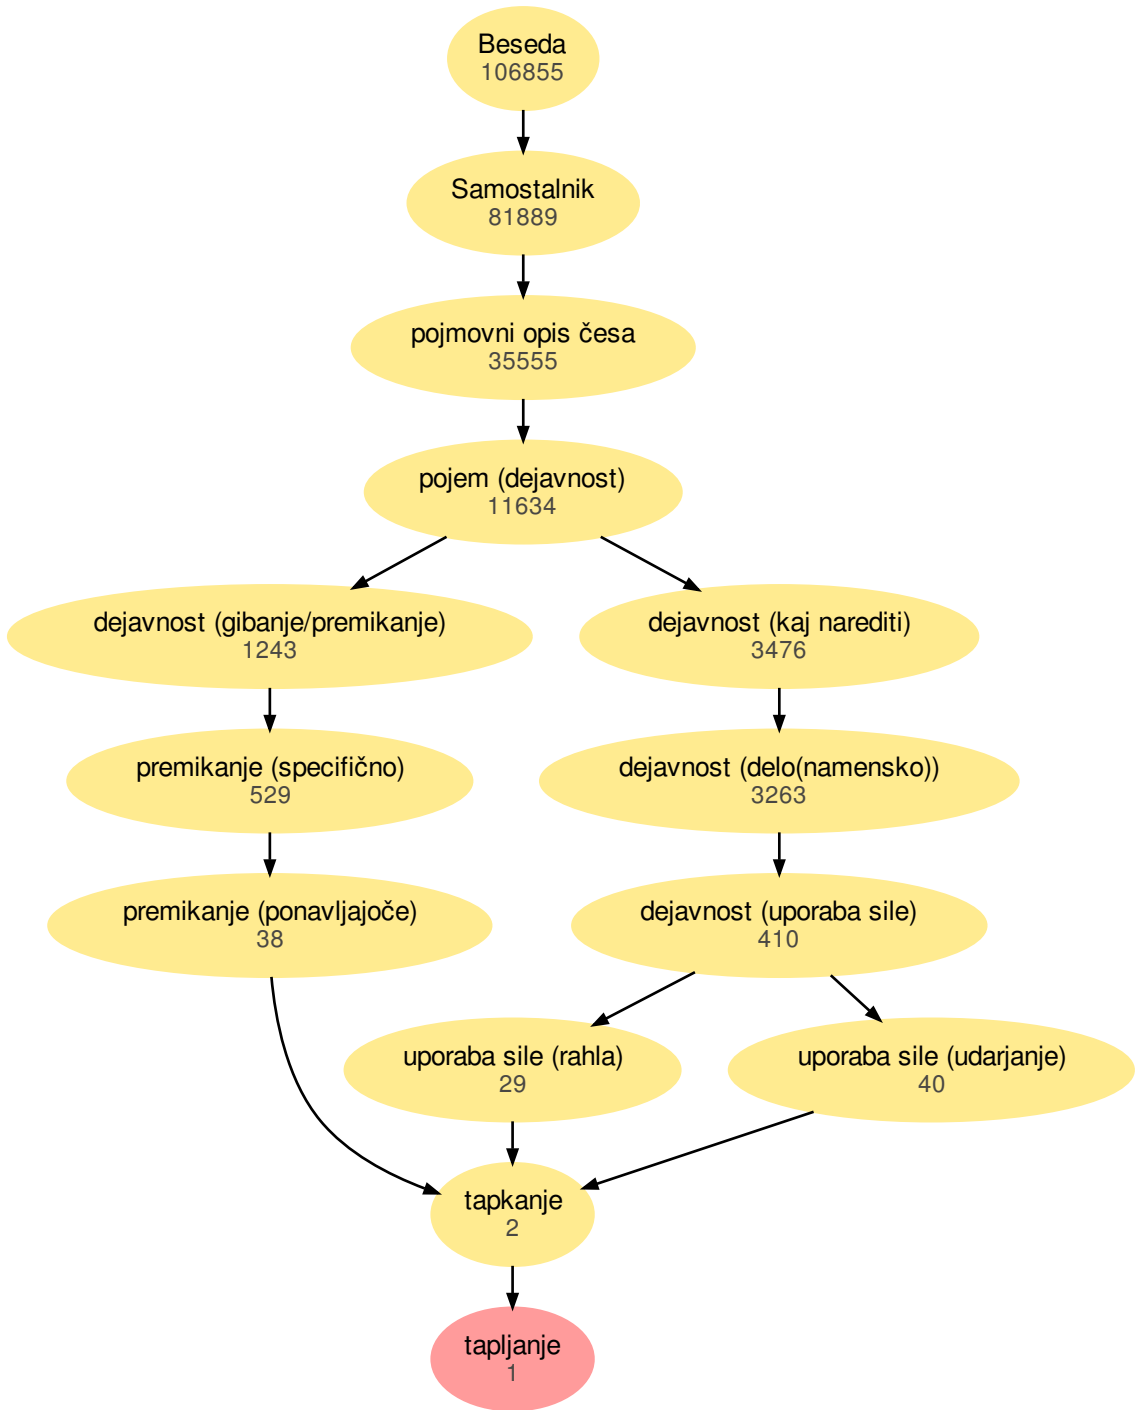 Beseda
106855
Samostalnik
81889
pojmovni opis česa
35555
pojem (dejavnost)
11634
dejavnost (gibanje/premikanje)
1243
dejavnost (kaj narediti)
3476
premikanje (specifično)
529
dejavnost (delo(namensko))
3263
premikanje (ponavljajoče)
38
dejavnost (uporaba sile)
410
uporaba sile (rahla)
29
uporaba sile (udarjanje)
40
tapkanje
2
tapljanje
1